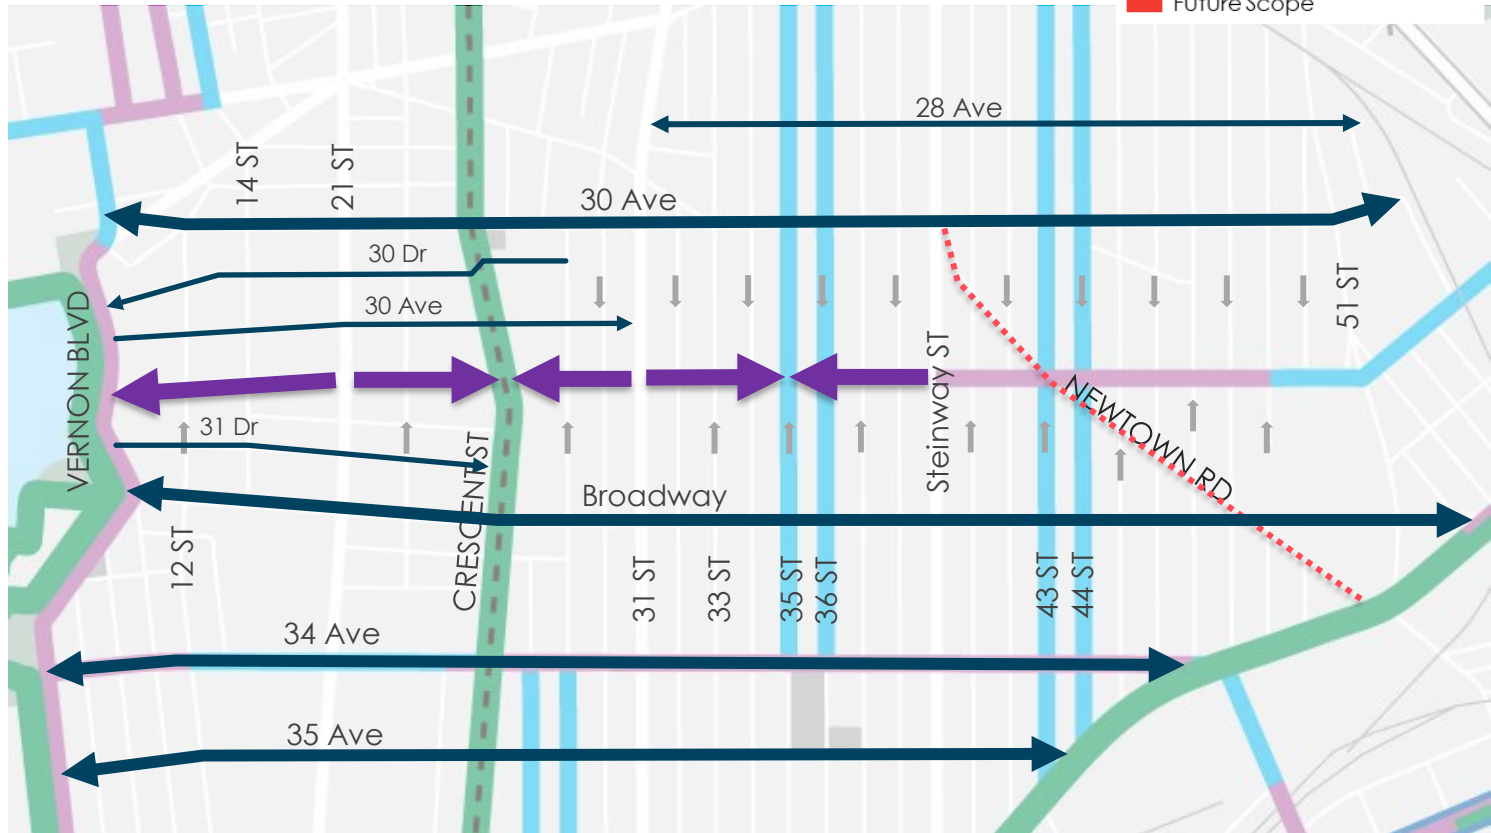 Future Scope
28 Ave
14 ST
21 ST
30 Ave
30 Dr
51 ST
30 Ave
VERNON BLVD
Steinway ST
NEWTOWN RD
31 Dr
CRESCENT ST
Broadway
12 ST
31 ST
33 ST
35 ST
36 ST
43 ST
44 ST
34 Ave
35 Ave